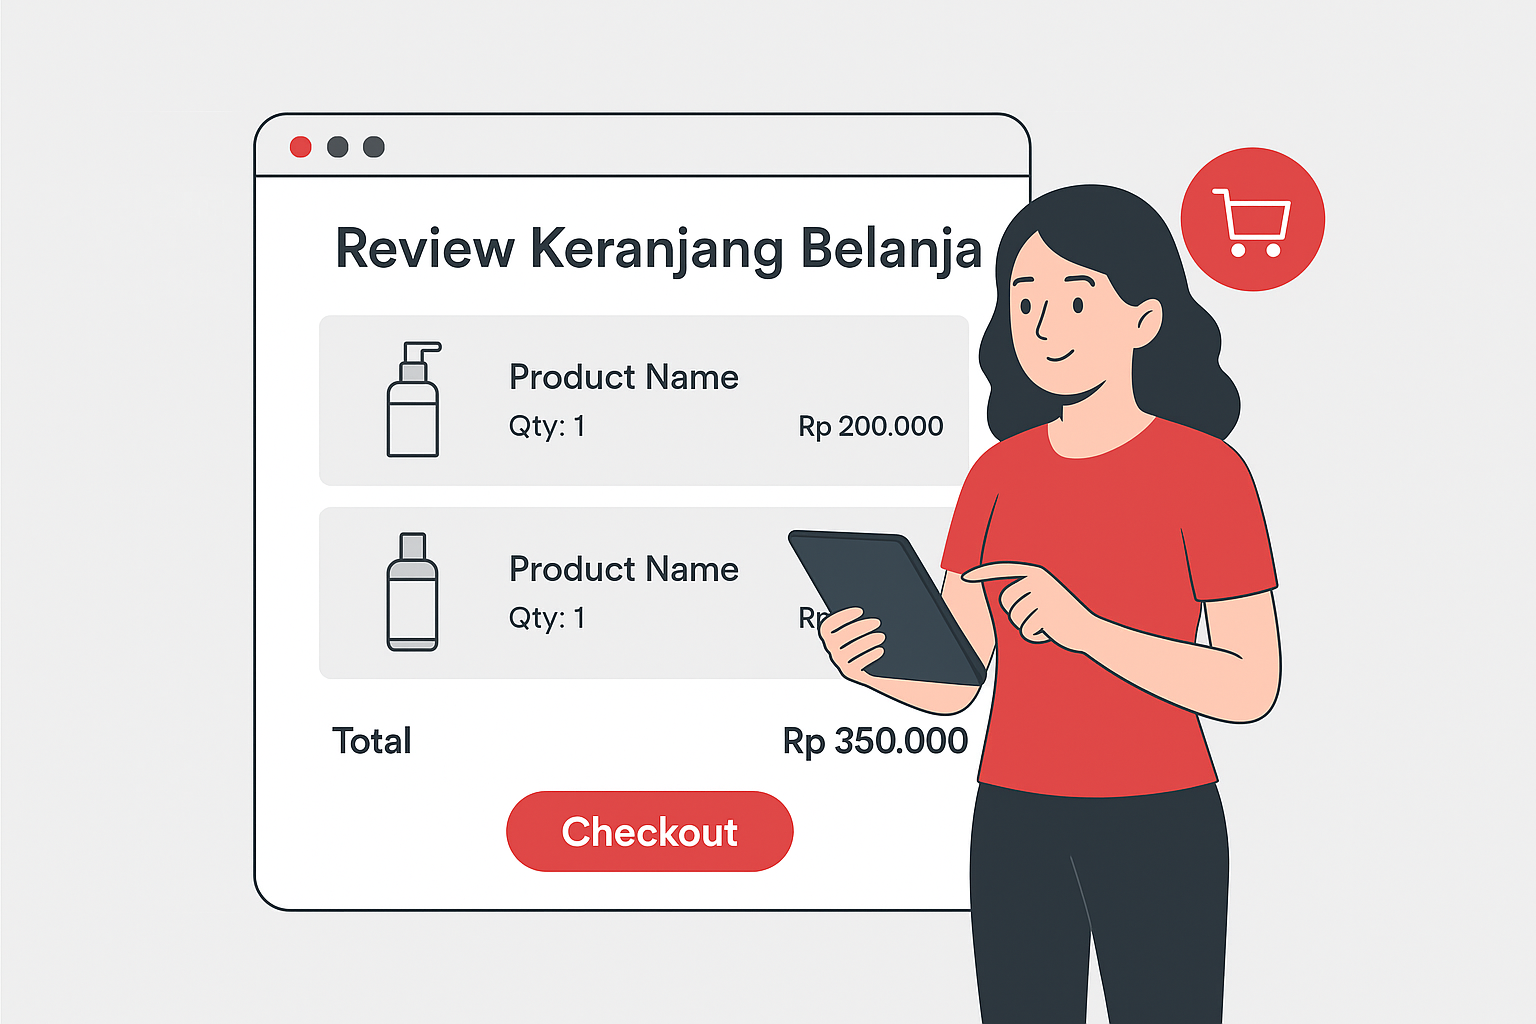 Review Keranjang Belanja
Product Name
Qty: 1
Rp 200.000
Product Name
Qty: 1
Rp
Total
Rp 350.000
Checkout